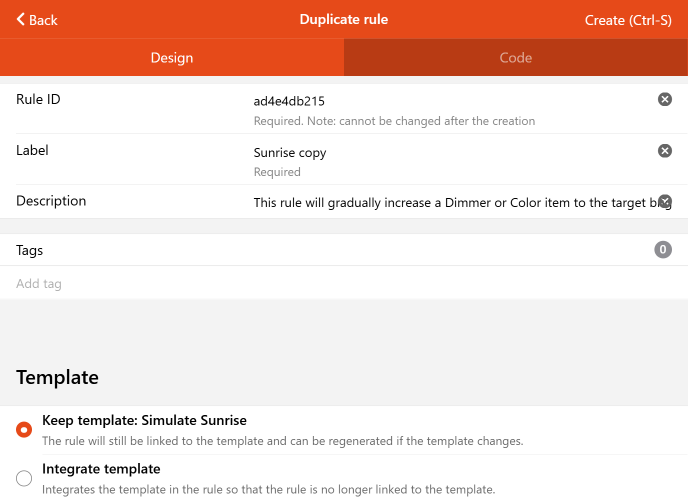 Back
Duplicate rule
Create (Ctrl-S)
Design
Code
Rule ID
ad4e4db215
Required. Note: cannot be changed after the creation
Label
Sunrise copy
Required
Description
This rule will gradually increase a Dimmer or Color item to the target
Tags
0
Add tag
Template
Keep template: Simulate Sunrise
The rule will still be linked to the template and can be regenerated if the template changes.
Integrate template
Integrates the template in the rule so that the rule is no longer linked to the template.